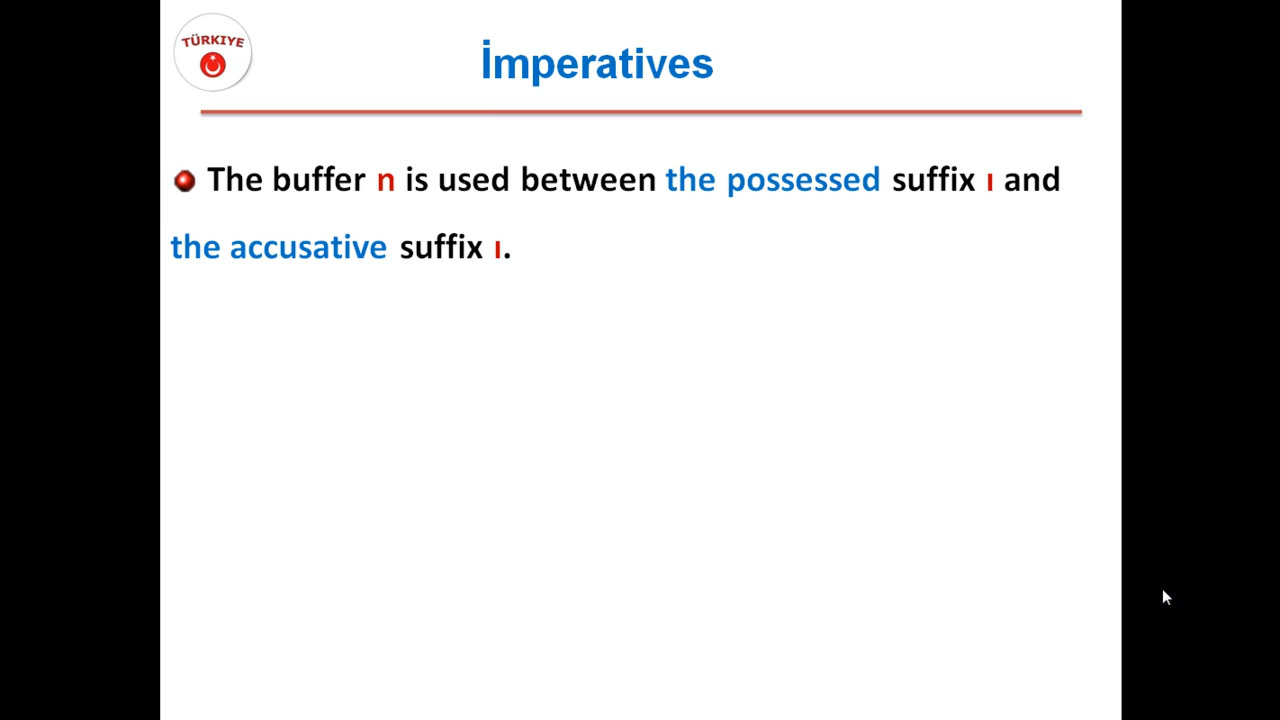 TÜRKIYE
İmperatives
The buffer n is used between the possessed suffix ı and
the accusative suffix ı.